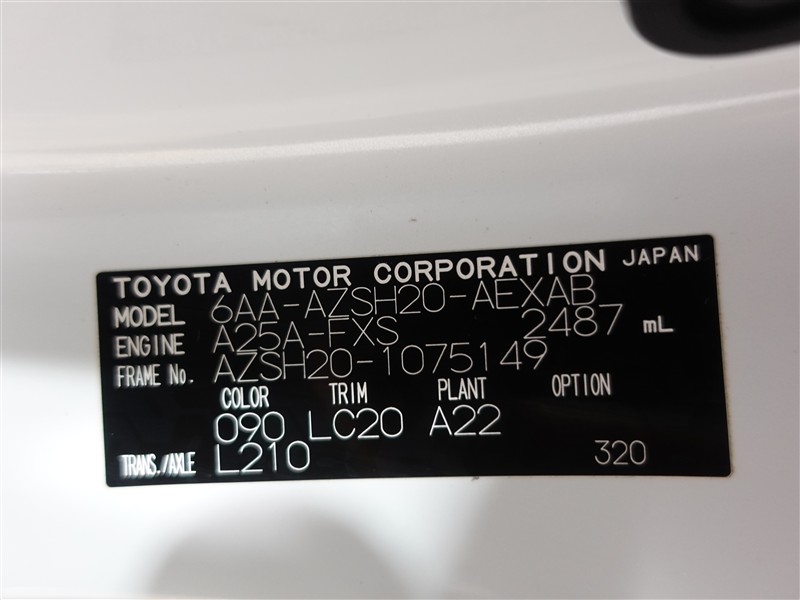 TOYOTA MOTOR CORPORATION JAPAN
MODEL 6AA-AZSH20-AEXAB
ENGINE A25A-FXS 2487 mL
FRAME No. AZSH20-1075149
COLOR TRIM PLANT OPTION
090 LC20 A22
TRANS./AXLE L210 320